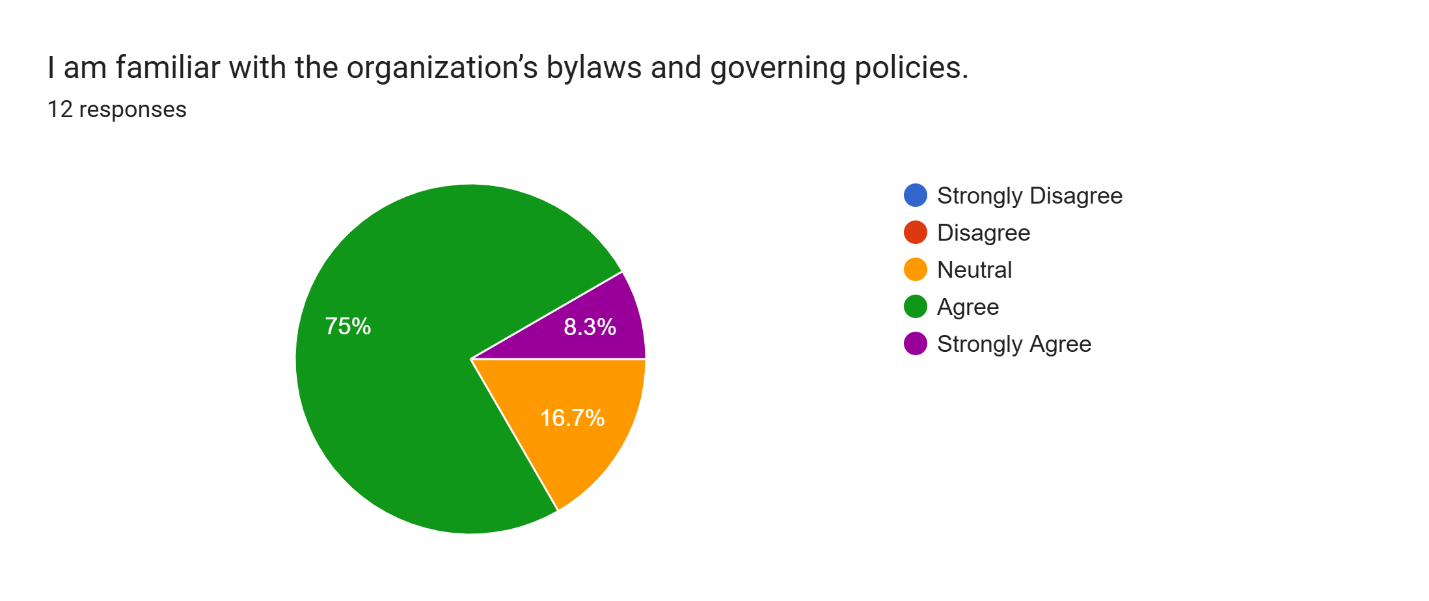 I am familiar with the organization’s bylaws and governing policies.
12 responses
75%
8.3%
16.7%
Strongly Disagree
Disagree
Neutral
Agree
Strongly Agree